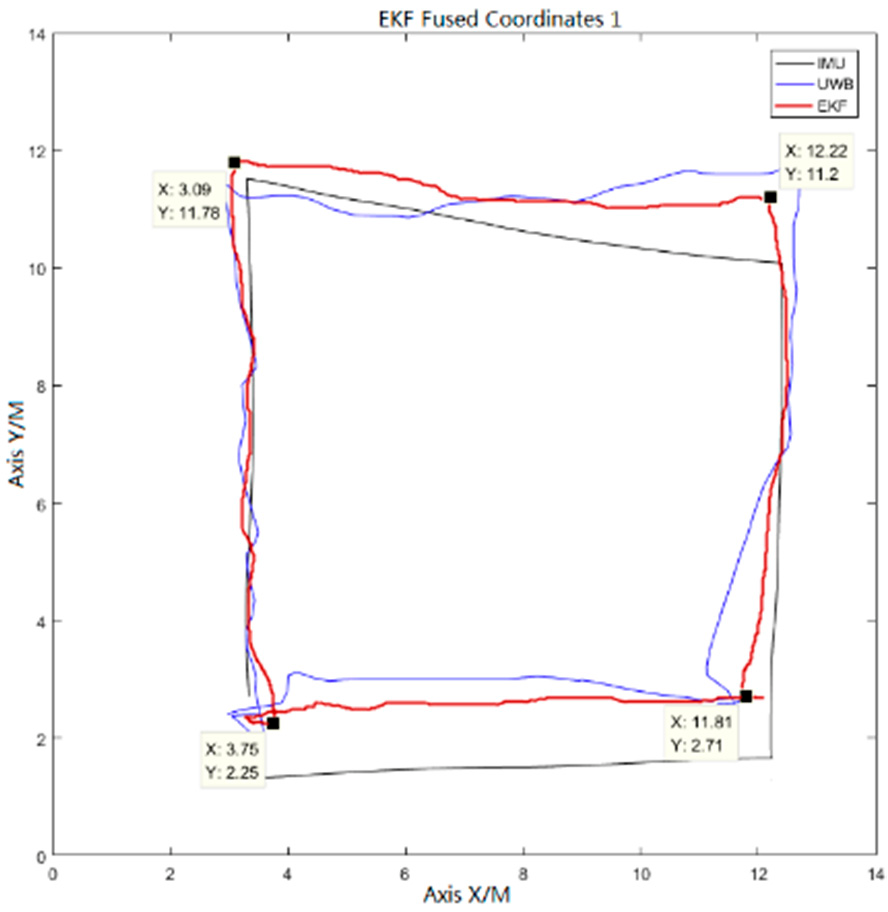 EKF Fused Coordinates 1
14
IMU
UWB
EKF
12
X: 12.22
Y: 11.2
X: 3.09
Y: 11.78
10
8
Axis Y/M
6
4
X: 11.81
Y: 2.71
2
X: 3.75
Y: 2.25
0
0 2 4 6 8 10 12 14
Axis X/M